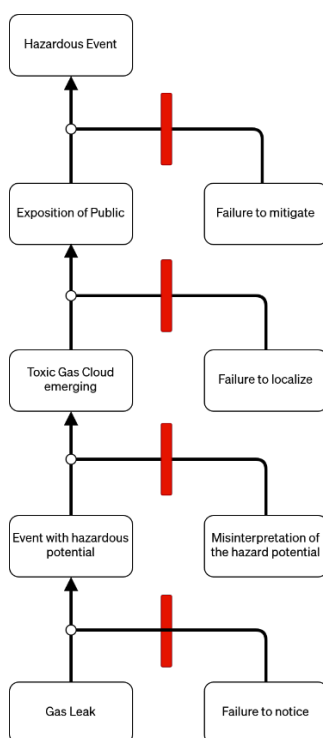 Hazardous Event
Exposition of Public
Failure to mitigate
Toxic Gas Cloud
emerging
Failure to localize
Event with hazardous
potential
Misinterpretation of
the hazard potential
Gas Leak
Failure to notice